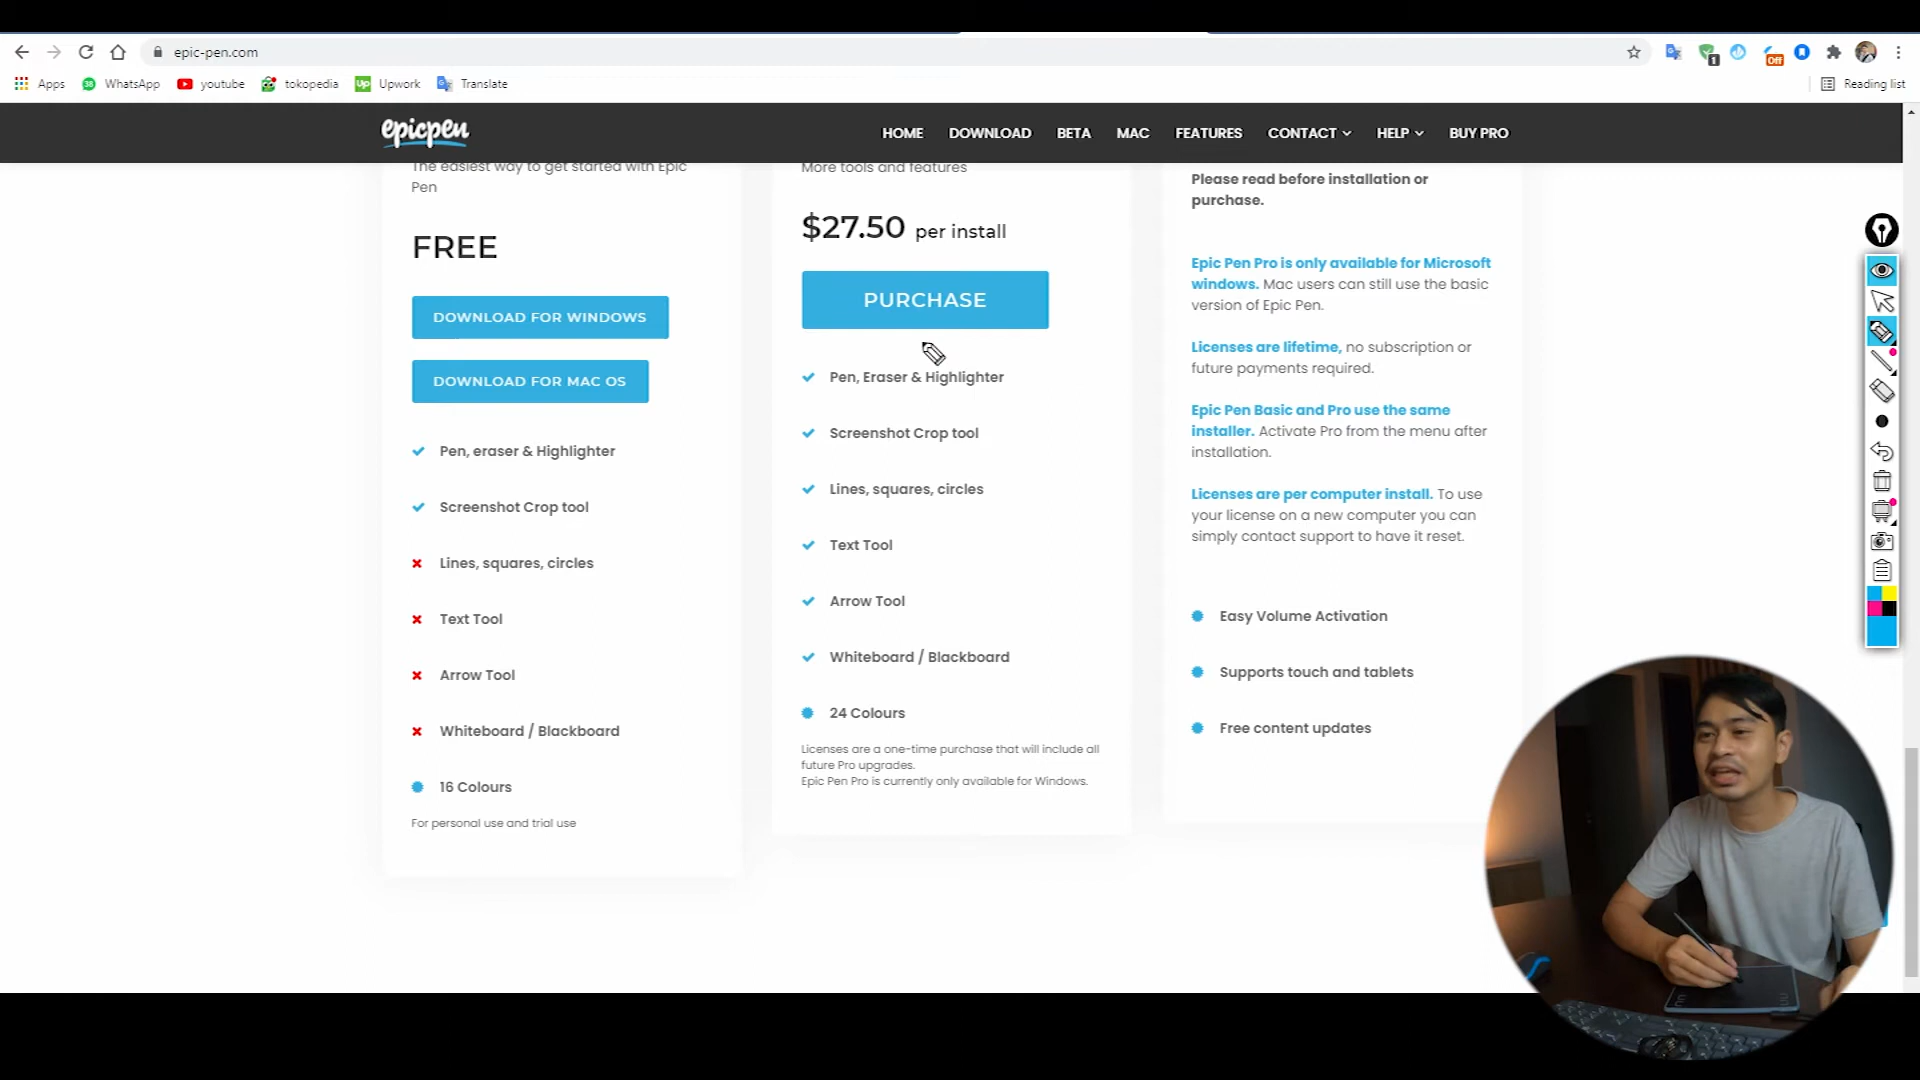 epic-pen.com
1
Off
Apps
38
WhatsApp
youtube
tokopedia
Up
Upwork
Translate
Reading list
epicpen
HOME
DOWNLOAD
BETA
MAC
FEATURES
CONTACT
HELP
BUY PRO
The easiest way to get started with Epic
Pen
FREE
DOWNLOAD FOR WINDOWS
DOWNLOAD FOR MAC OS
Pen, eraser & Highlighter
Screenshot Crop tool
Lines, squares, circles
Text Tool
Arrow Tool
Whiteboard / Blackboard
16 Colours
For personal use and trial use
More tools and features
$27.50 per install
PURCHASE
Pen, Eraser & Highlighter
Screenshot Crop tool
Lines, squares, circles
Text Tool
Arrow Tool
Whiteboard / Blackboard
24 Colours
Licenses are a one-time purchase that will include all
future Pro upgrades.
Epic Pen Pro is currently only available for Windows.
Please read before installation or
purchase.
Epic Pen Pro is only available for Microsoft
windows. Mac users can still use the basic
version of Epic Pen.
Licenses are lifetime, no subscription or
future payments required.
Epic Pen Basic and Pro use the same
installer. Activate Pro from the menu after
installation.
Licenses are per computer install. To use
your license on a new computer you can
simply contact support to have it reset.
Easy Volume Activation
Supports touch and tablets
Free content updates